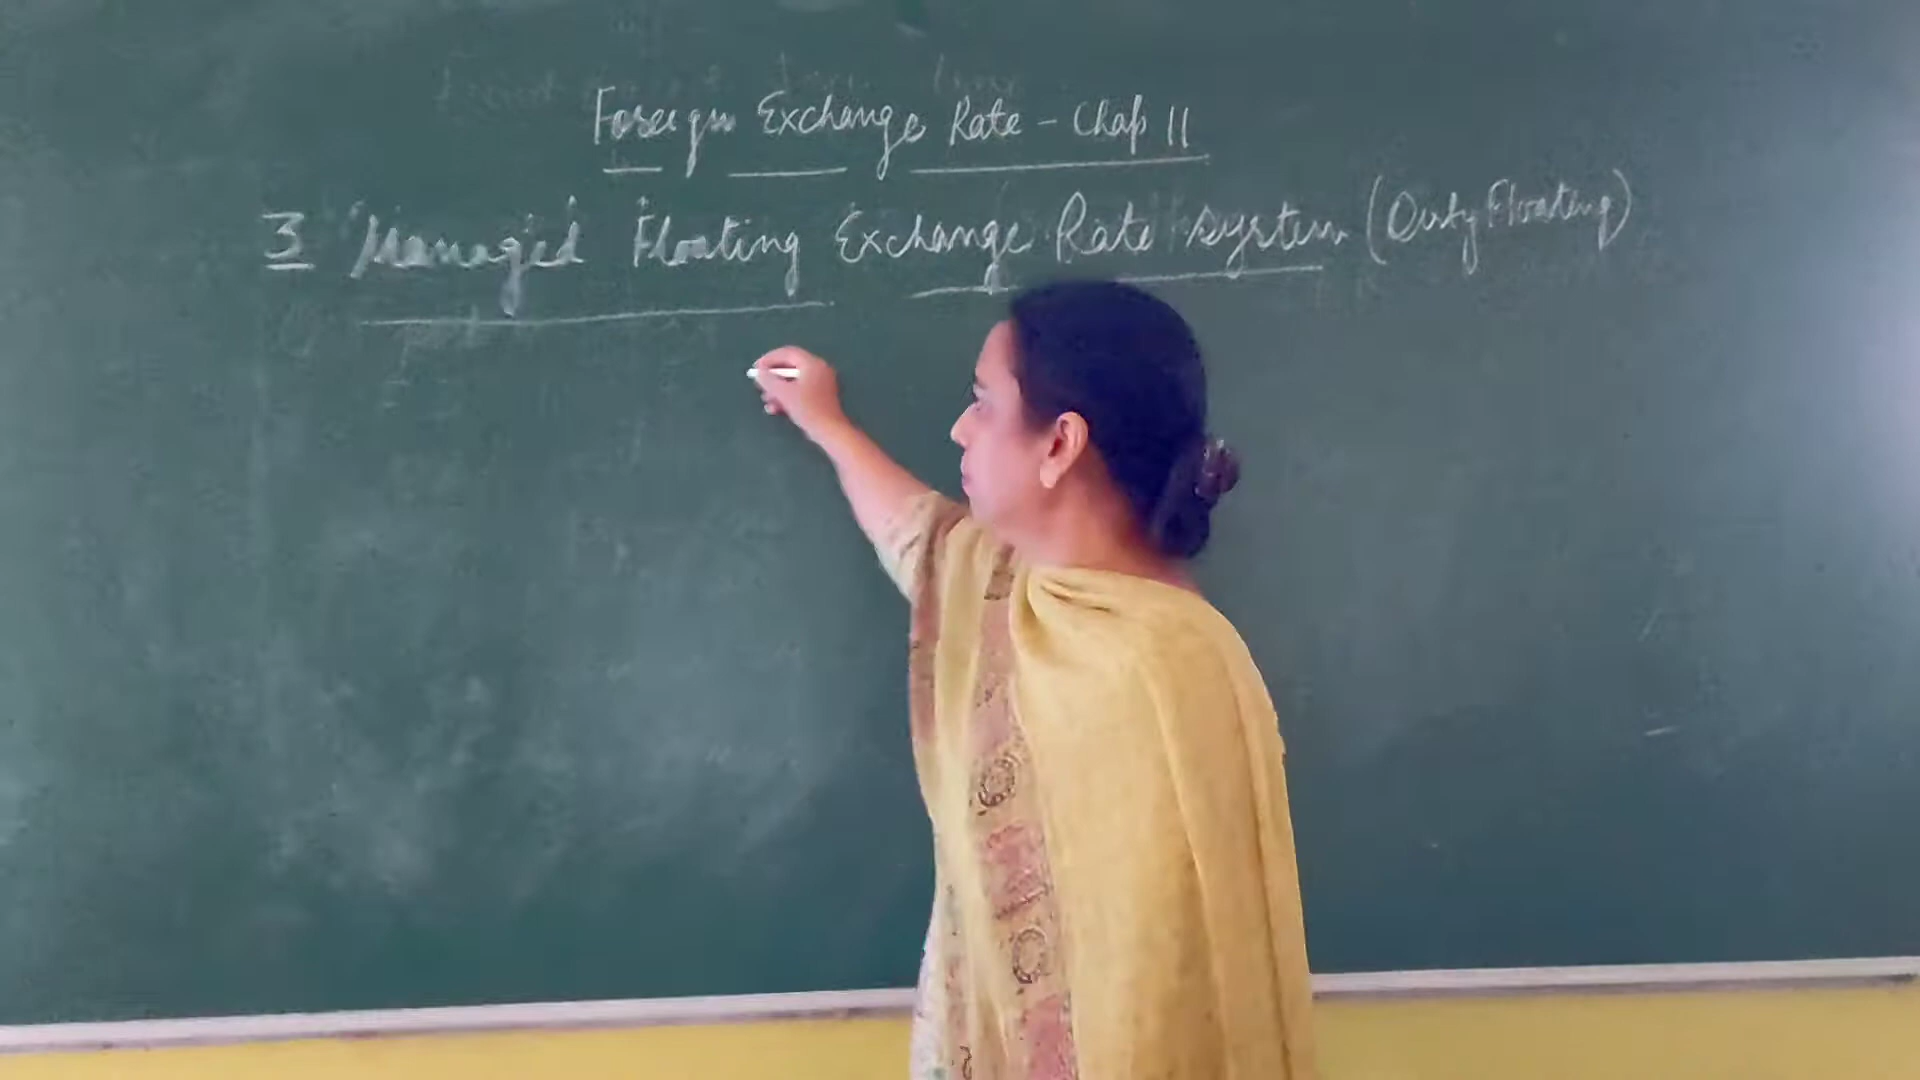 Foreign Exchange Rate - Chap 11
3 Managed Floating Exchange Rate system (Dirty Floating)